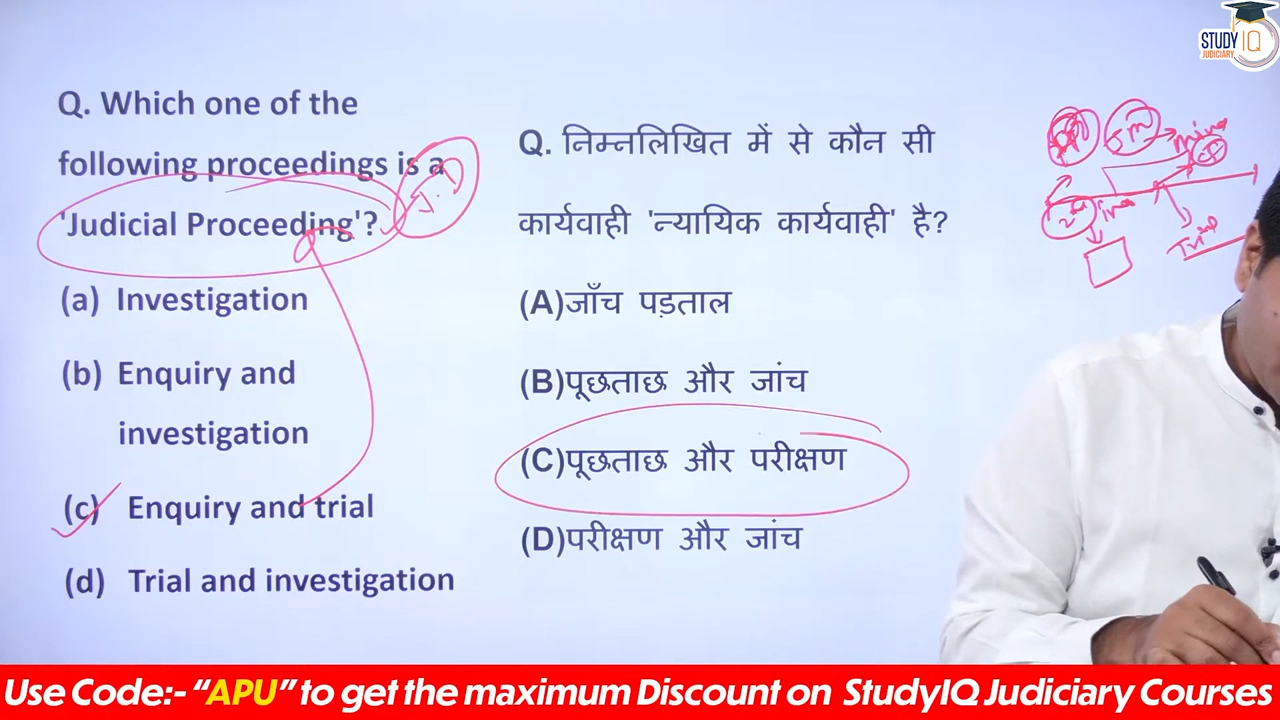 STUDY IQ
JUDICIARY
Q. Which one of the
following proceedings is a
'Judicial Proceeding'?
J.P
(a) Investigation
(b) Enquiry and
investigation
(c) Enquiry and trial
(d) Trial and investigation
Q. निम्नलिखित में से कौन सी
कार्यवाही 'न्यायिक कार्यवाही' है?
(A)जाँच पड़ताल
(B)पूछताछ और जांच
(C)पूछताछ और परीक्षण
(D)परीक्षण और जांच
Use Code:- “APU” to get the maximum Discount on StudyIQ Judiciary Courses